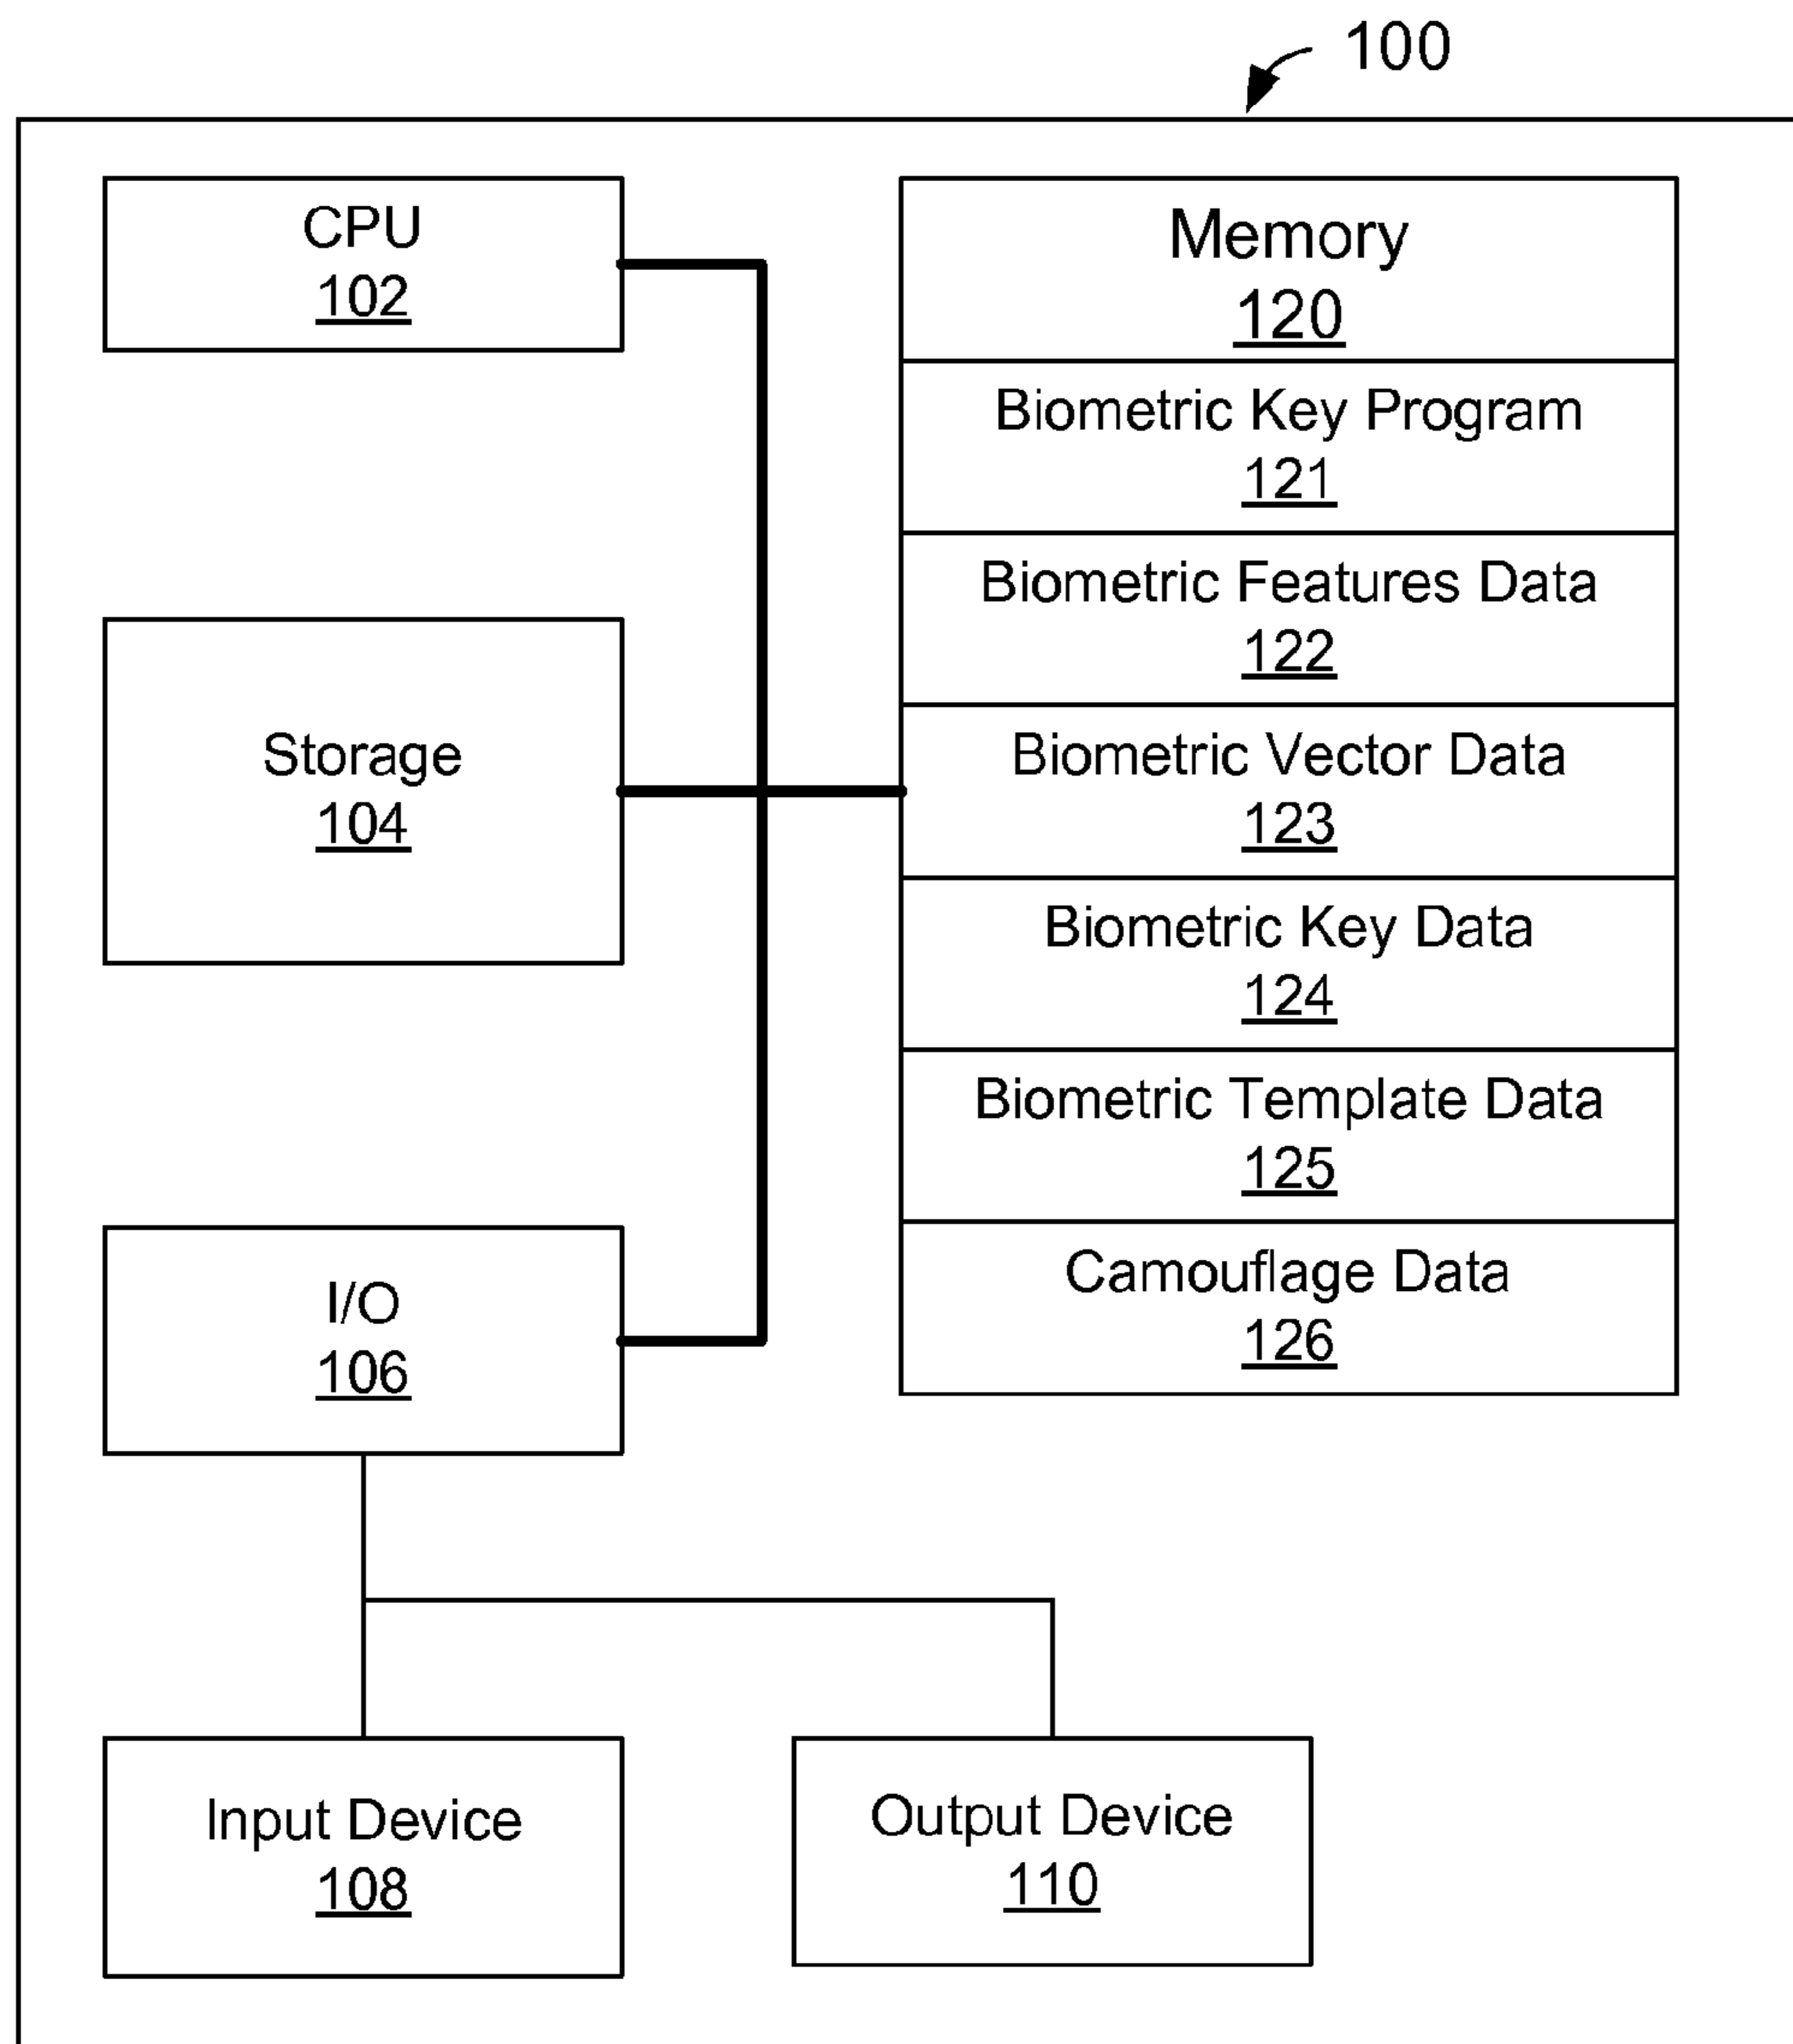 100
CPU
102
Storage
104
I/O
106
Input Device
108
Output Device
110
Memory
120
Biometric Key Program
121
Biometric Features Data
122
Biometric Vector Data
123
Biometric Key Data
124
Biometric Template Data
125
Camouflage Data
126